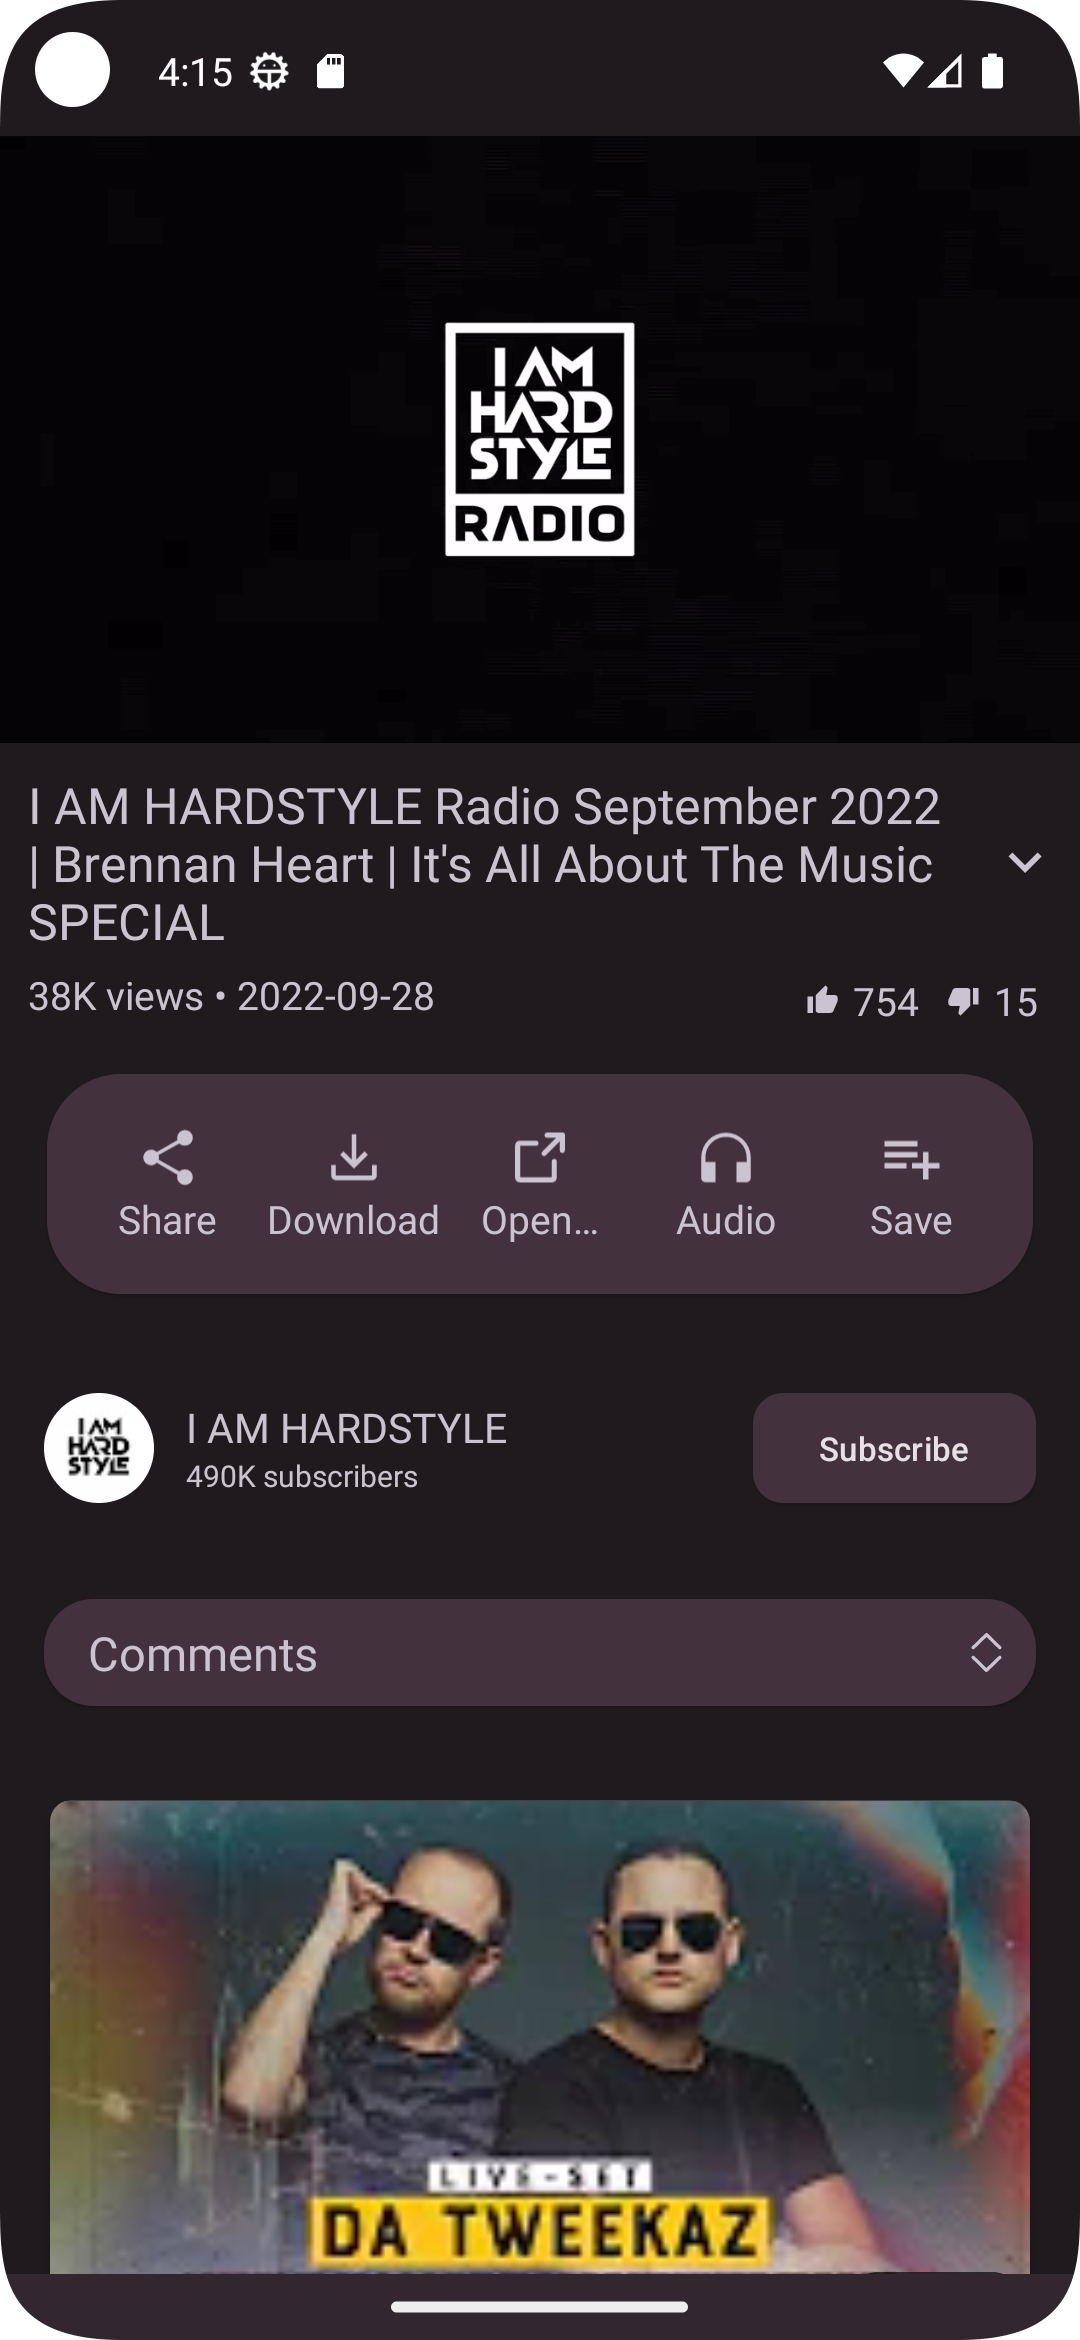 4:15
I AM
HARD
STYLE
RADIO
I AM HARDSTYLE Radio September 2022
| Brennan Heart | It's All About The Music
SPECIAL
38K views • 2022-09-28
754
15
Share
Download
Open...
Audio
Save
I AM
HARD
STYLE
I AM HARDSTYLE
490K subscribers
Subscribe
Comments
LIVE-SET
DA TWEEKAZ